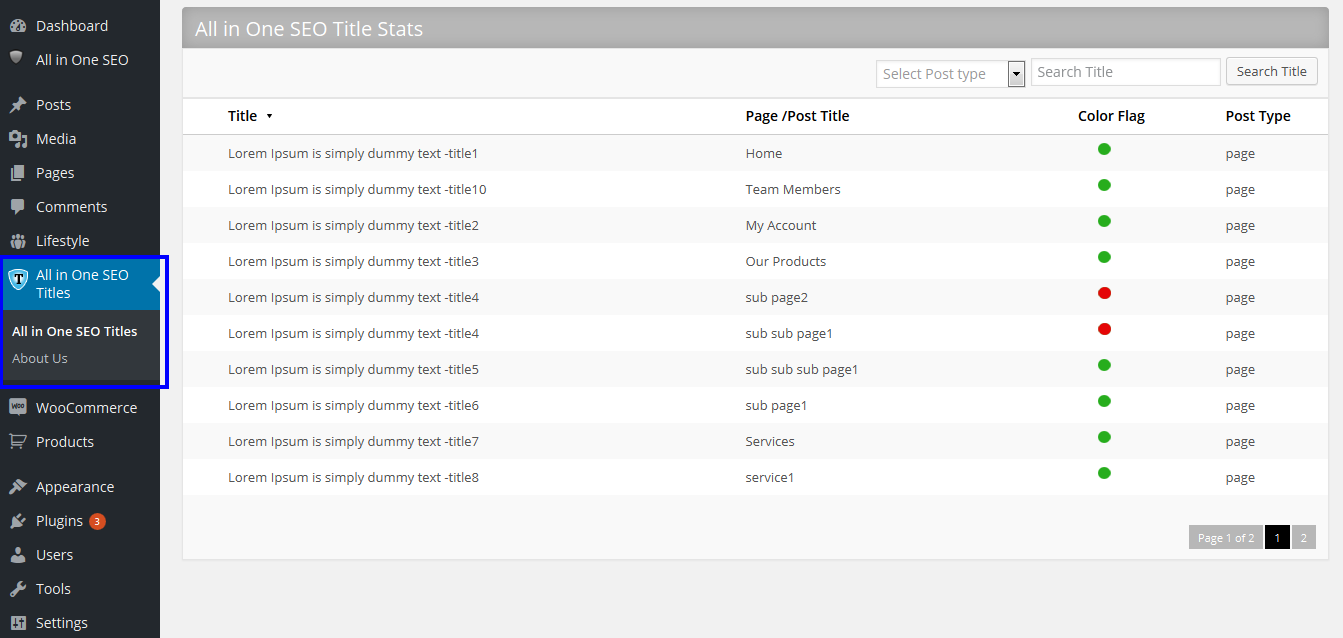 Dashboard
All in One SEO
Posts
Media
Pages
Comments
Lifestyle
T
All in One SEO
Titles
All in One SEO Titles
About Us
Woo
WooCommerce
Products
Appearance
Plugins 3
Users
Tools
Settings
All in One SEO Title Stats
Select Post type Search Title Search Title
Title Page /Post Title Color Flag Post Type
Lorem Ipsum is simply dummy text -title1 Home page
Lorem Ipsum is simply dummy text -title10 Team Members page
Lorem Ipsum is simply dummy text -title2 My Account page
Lorem Ipsum is simply dummy text -title3 Our Products page
Lorem Ipsum is simply dummy text -title4 sub page2 page
Lorem Ipsum is simply dummy text -title4 sub sub page1 page
Lorem Ipsum is simply dummy text -title5 sub sub sub page1 page
Lorem Ipsum is simply dummy text -title6 sub page1 page
Lorem Ipsum is simply dummy text -title7 Services page
Lorem Ipsum is simply dummy text -title8 service1 page
Page 1 of 2 1 2